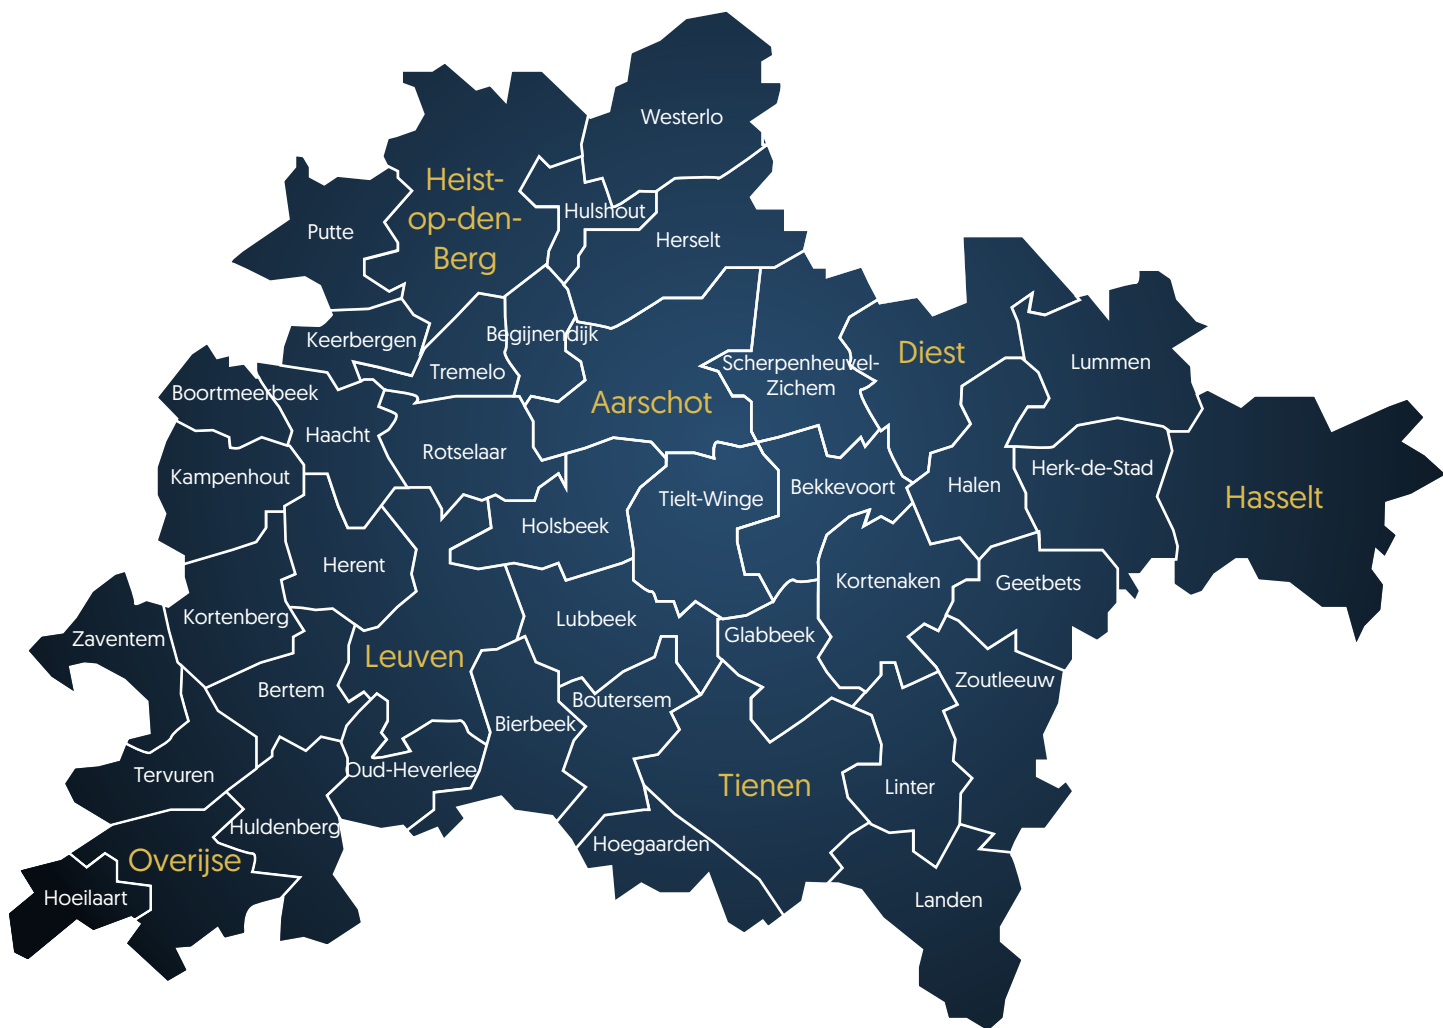 Westerlo
Heist-
op-den-
Berg
Hulshout
Putte
Herselt
Keerbergen
Begijnendijk
Diest
Scherpenheuvel-
Zichem
Lummen
Tremelo
Boortmeerbeek
Aarschot
Haacht
Rotselaar
Kampenhout
Herk-de-Stad
Tielt-Winge
Bekkevoort
Halen
Hasselt
Holsbeek
Herent
Kortenaken
Geetbets
Kortenberg
Lubbeek
Zaventem
Glabbeek
Leuven
Bertem
Zoutleeuw
Boutersem
Bierbeek
Tervuren
Oud-Heverlee
Tienen
Linter
Huldenberg
Hoegaarden
Overijse
Hoeilaart
Landen